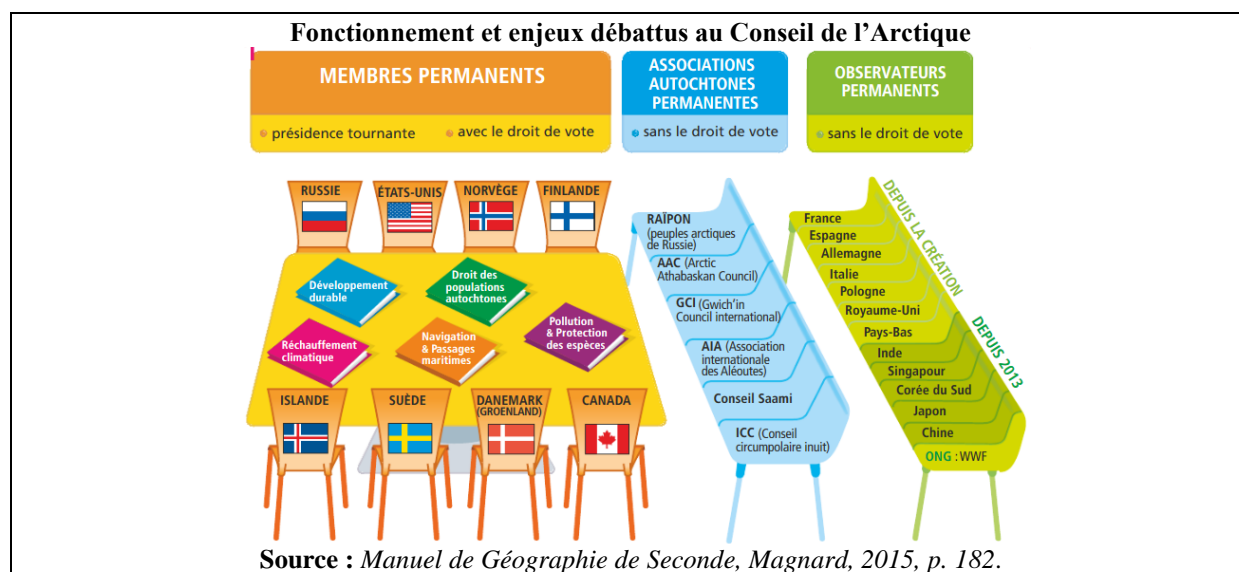 Fonctionnement et enjeux débattus au Conseil de l'Arctique
MEMBRES PERMANENTS
présidence tournante
avec le droit de vote
ASSOCIATIONS
AUTOCHTONES
PERMANENTES
sans le droit de vote
OBSERVATEURS
PERMANENTS
sans le droit de vote
RUSSIE
ÉTATS-UNIS
NORVÈGE
FINLANDE
Développement
durable
Droit des
populations
autochtones
Réchauffement
climatique
Navigation
& Passages
maritimes
Pollution
& Protection
des espèces
ISLANDE
SUÈDE
DANEMARK
(GROENLAND)
CANADA
RAÏPON
(peuples arctiques
de Russie)
AAC (Arctic
Athabaskan Council)
GCI (Gwich'in
Council international)
AIA (Association
internationale
des Aléoutes)
Conseil Saami
ICC (Conseil
circumpolaire inuit)
France
Espagne
Allemagne
Italie
Pologne
Royaume-Uni
Pays-Bas
Inde
Singapour
Corée du Sud
Japon
Chine
ONG : WWF
DEPUIS LA CRÉATION
DEPUIS 2013
Source : Manuel de Géographie de Seconde, Magnard, 2015, p. 182.